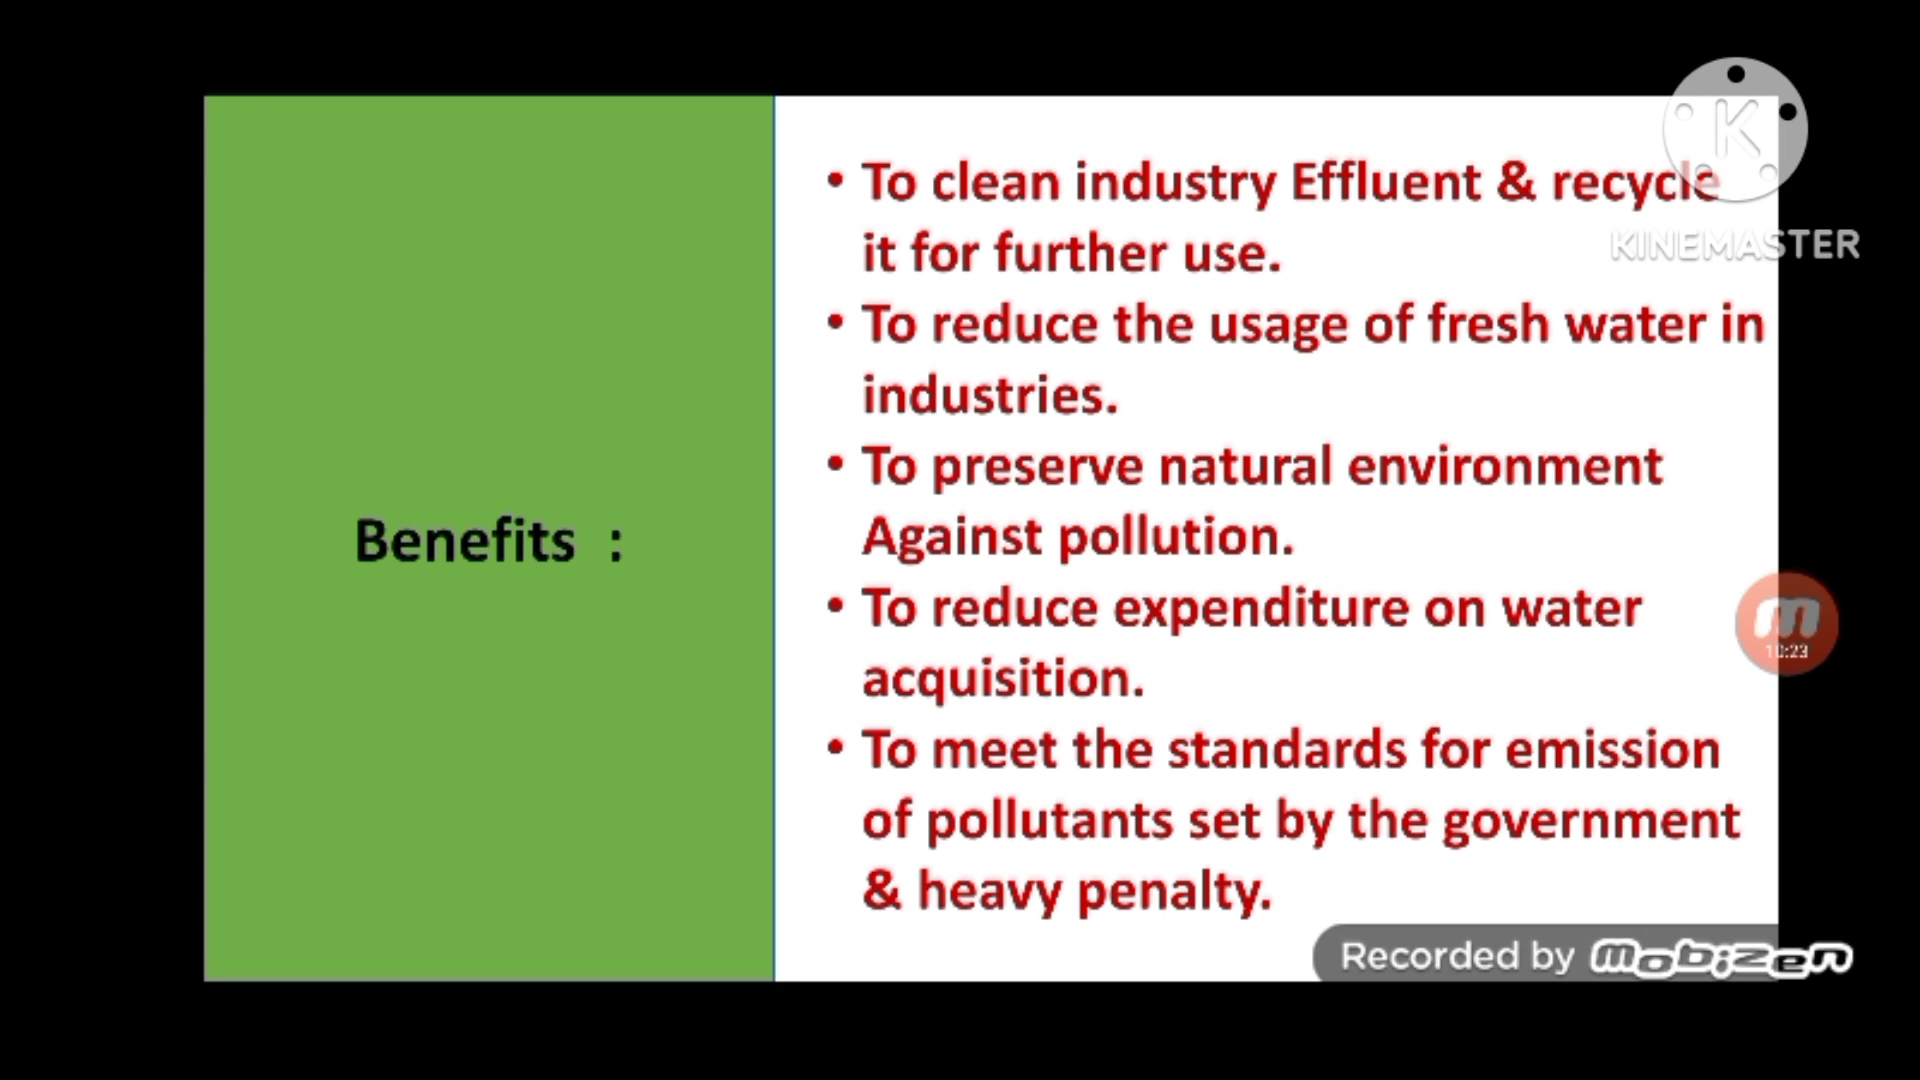 Benefits :
• To clean industry Effluent & recycle
it for further use.
• To reduce the usage of fresh water in
industries.
• To preserve natural environment
Against pollution.
• To reduce expenditure on water
acquisition.
• To meet the standards for emission
of pollutants set by the government
& heavy penalty.
K
KINEMASTER
m
10:23
Recorded by mobizen